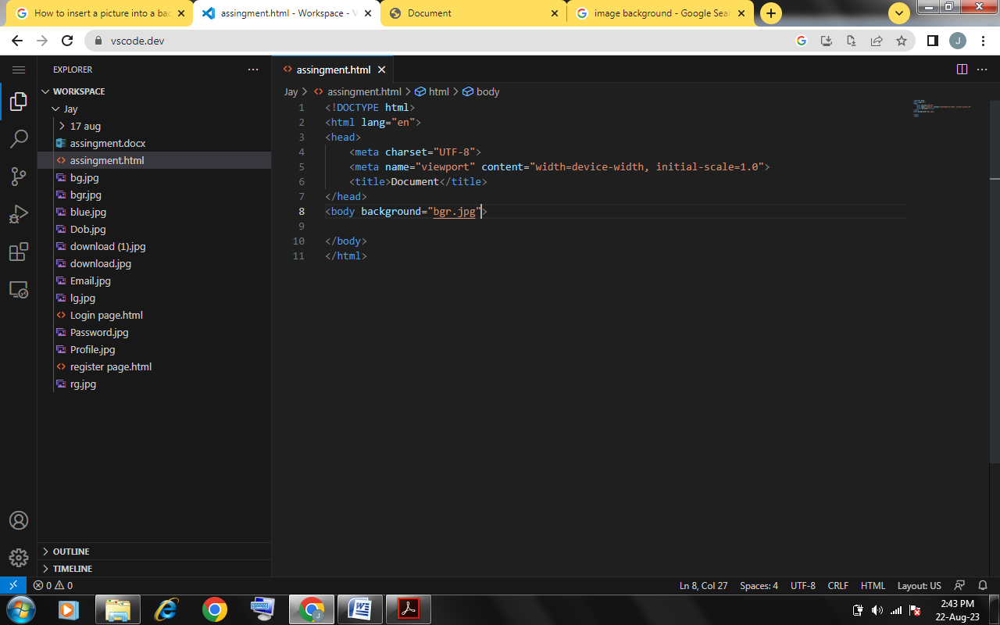 How to insert a picture into a bac
assingment.html - Workspace - V
Document
image background - Google Sear
vscode.dev
J
EXPLORER
WORKSPACE
Jay
17 aug
assingment.docx
assingment.html
bg.jpg
bgr.jpg
blue.jpg
Dob.jpg
download (1).jpg
download.jpg
Email.jpg
lg.jpg
Login page.html
Password.jpg
Profile.jpg
register page.html
rg.jpg
OUTLINE
TIMELINE
assingment.html
Jay > assingment.html > html > body
1 <!DOCTYPE html>
2 <html lang="en">
3 <head>
4 <meta charset="UTF-8">
5 <meta name="viewport" content="width=device-width, initial-scale=1.0">
6 <title>Document</title>
7 </head>
8 <body background="bgr.jpg">
9
10 </body>
11 </html>
0 0
Ln 8, Col 27 Spaces: 4 UTF-8 CRLF HTML Layout: US
2:43 PM
22-Aug-23